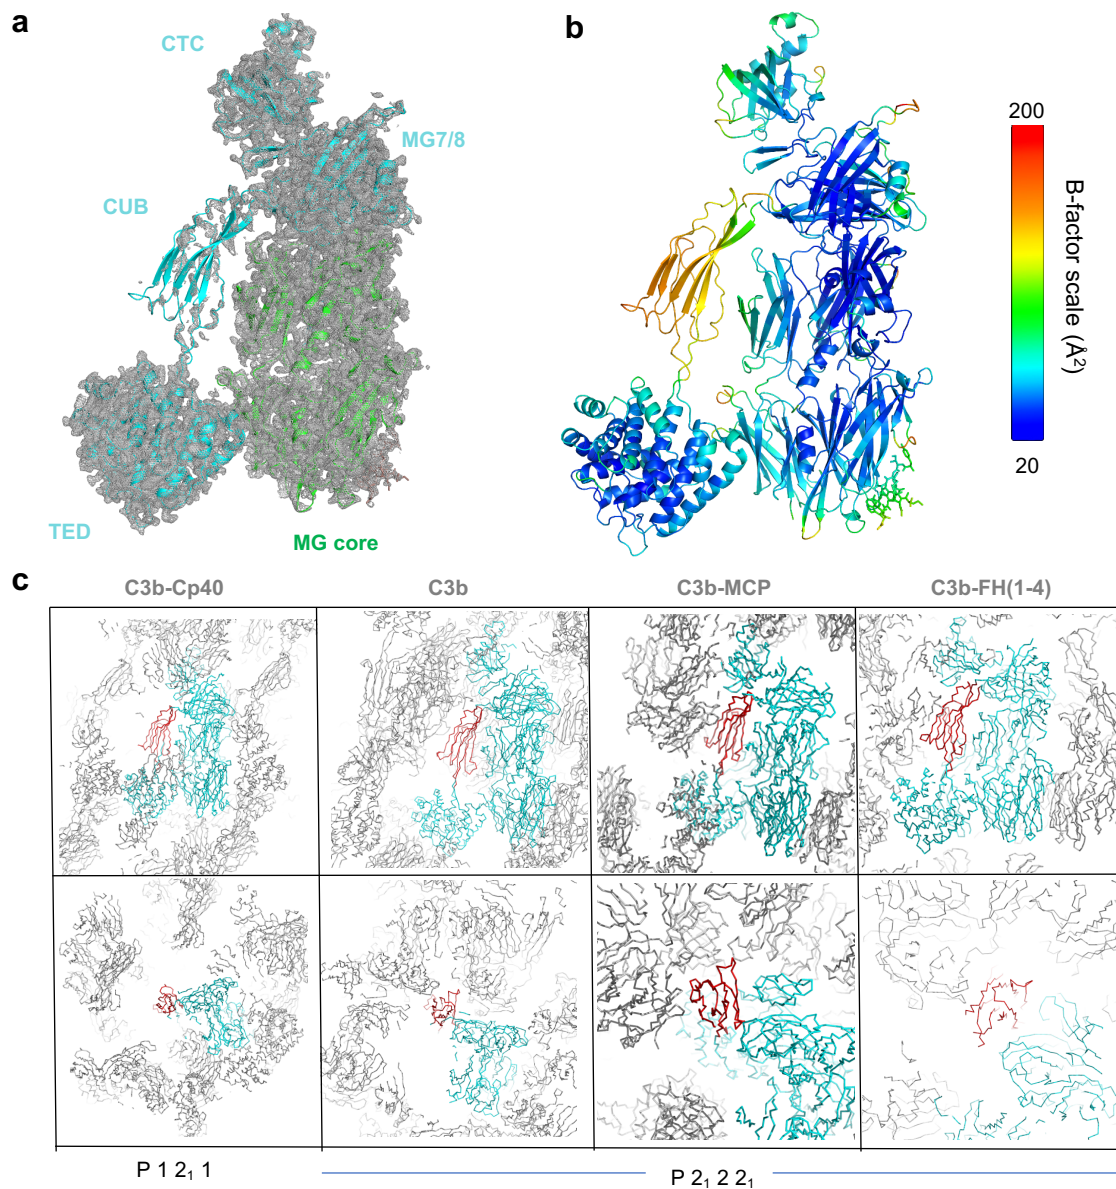 a
CTC
MG7/8
CUB
TED
MG core
b
200
B-factor scale (Å²)
20
c
C3b-Cp40 C3b C3b-MCP C3b-FH(1-4)
P 1 2₁ 1
P 2₁ 2 2₁